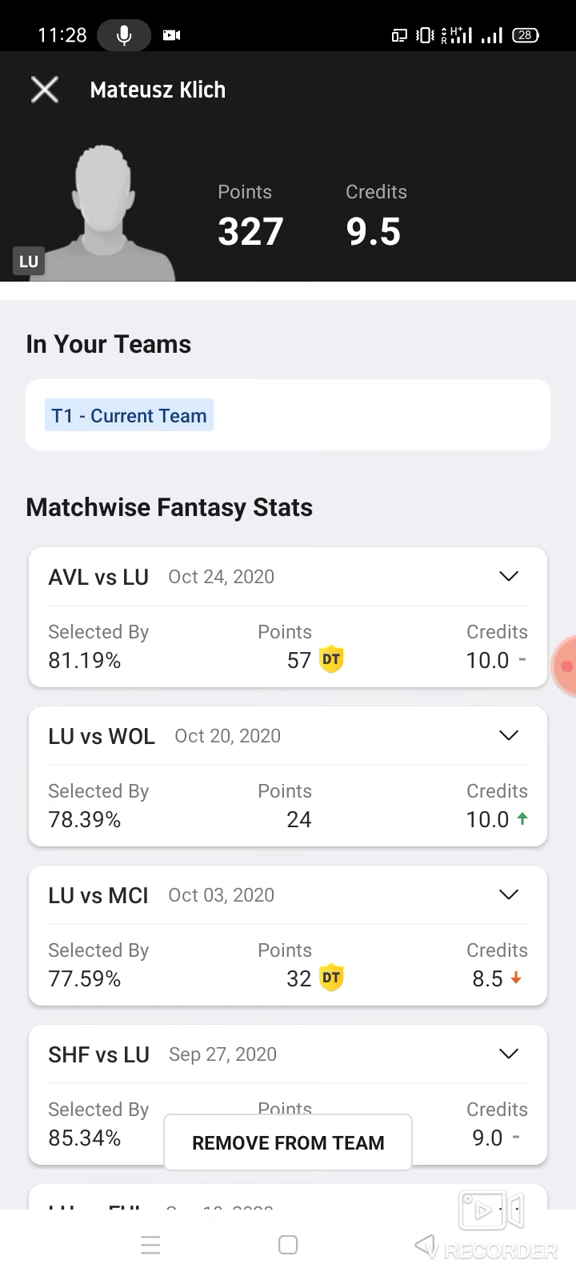 11:28
H+
R
28
Mateusz Klich
Points
Credits
327
9.5
LU
In Your Teams
T1 - Current Team
Matchwise Fantasy Stats
AVL vs LU Oct 24, 2020
Selected By Points Credits
81.19% 57 DT 10.0 -
LU vs WOL Oct 20, 2020
Selected By Points Credits
78.39% 24 10.0
LU vs MCI Oct 03, 2020
Selected By Points Credits
77.59% 32 DT 8.5
SHF vs LU Sep 27, 2020
Selected By Points Credits
85.34% 9.0 -
REMOVE FROM TEAM
RECORDER